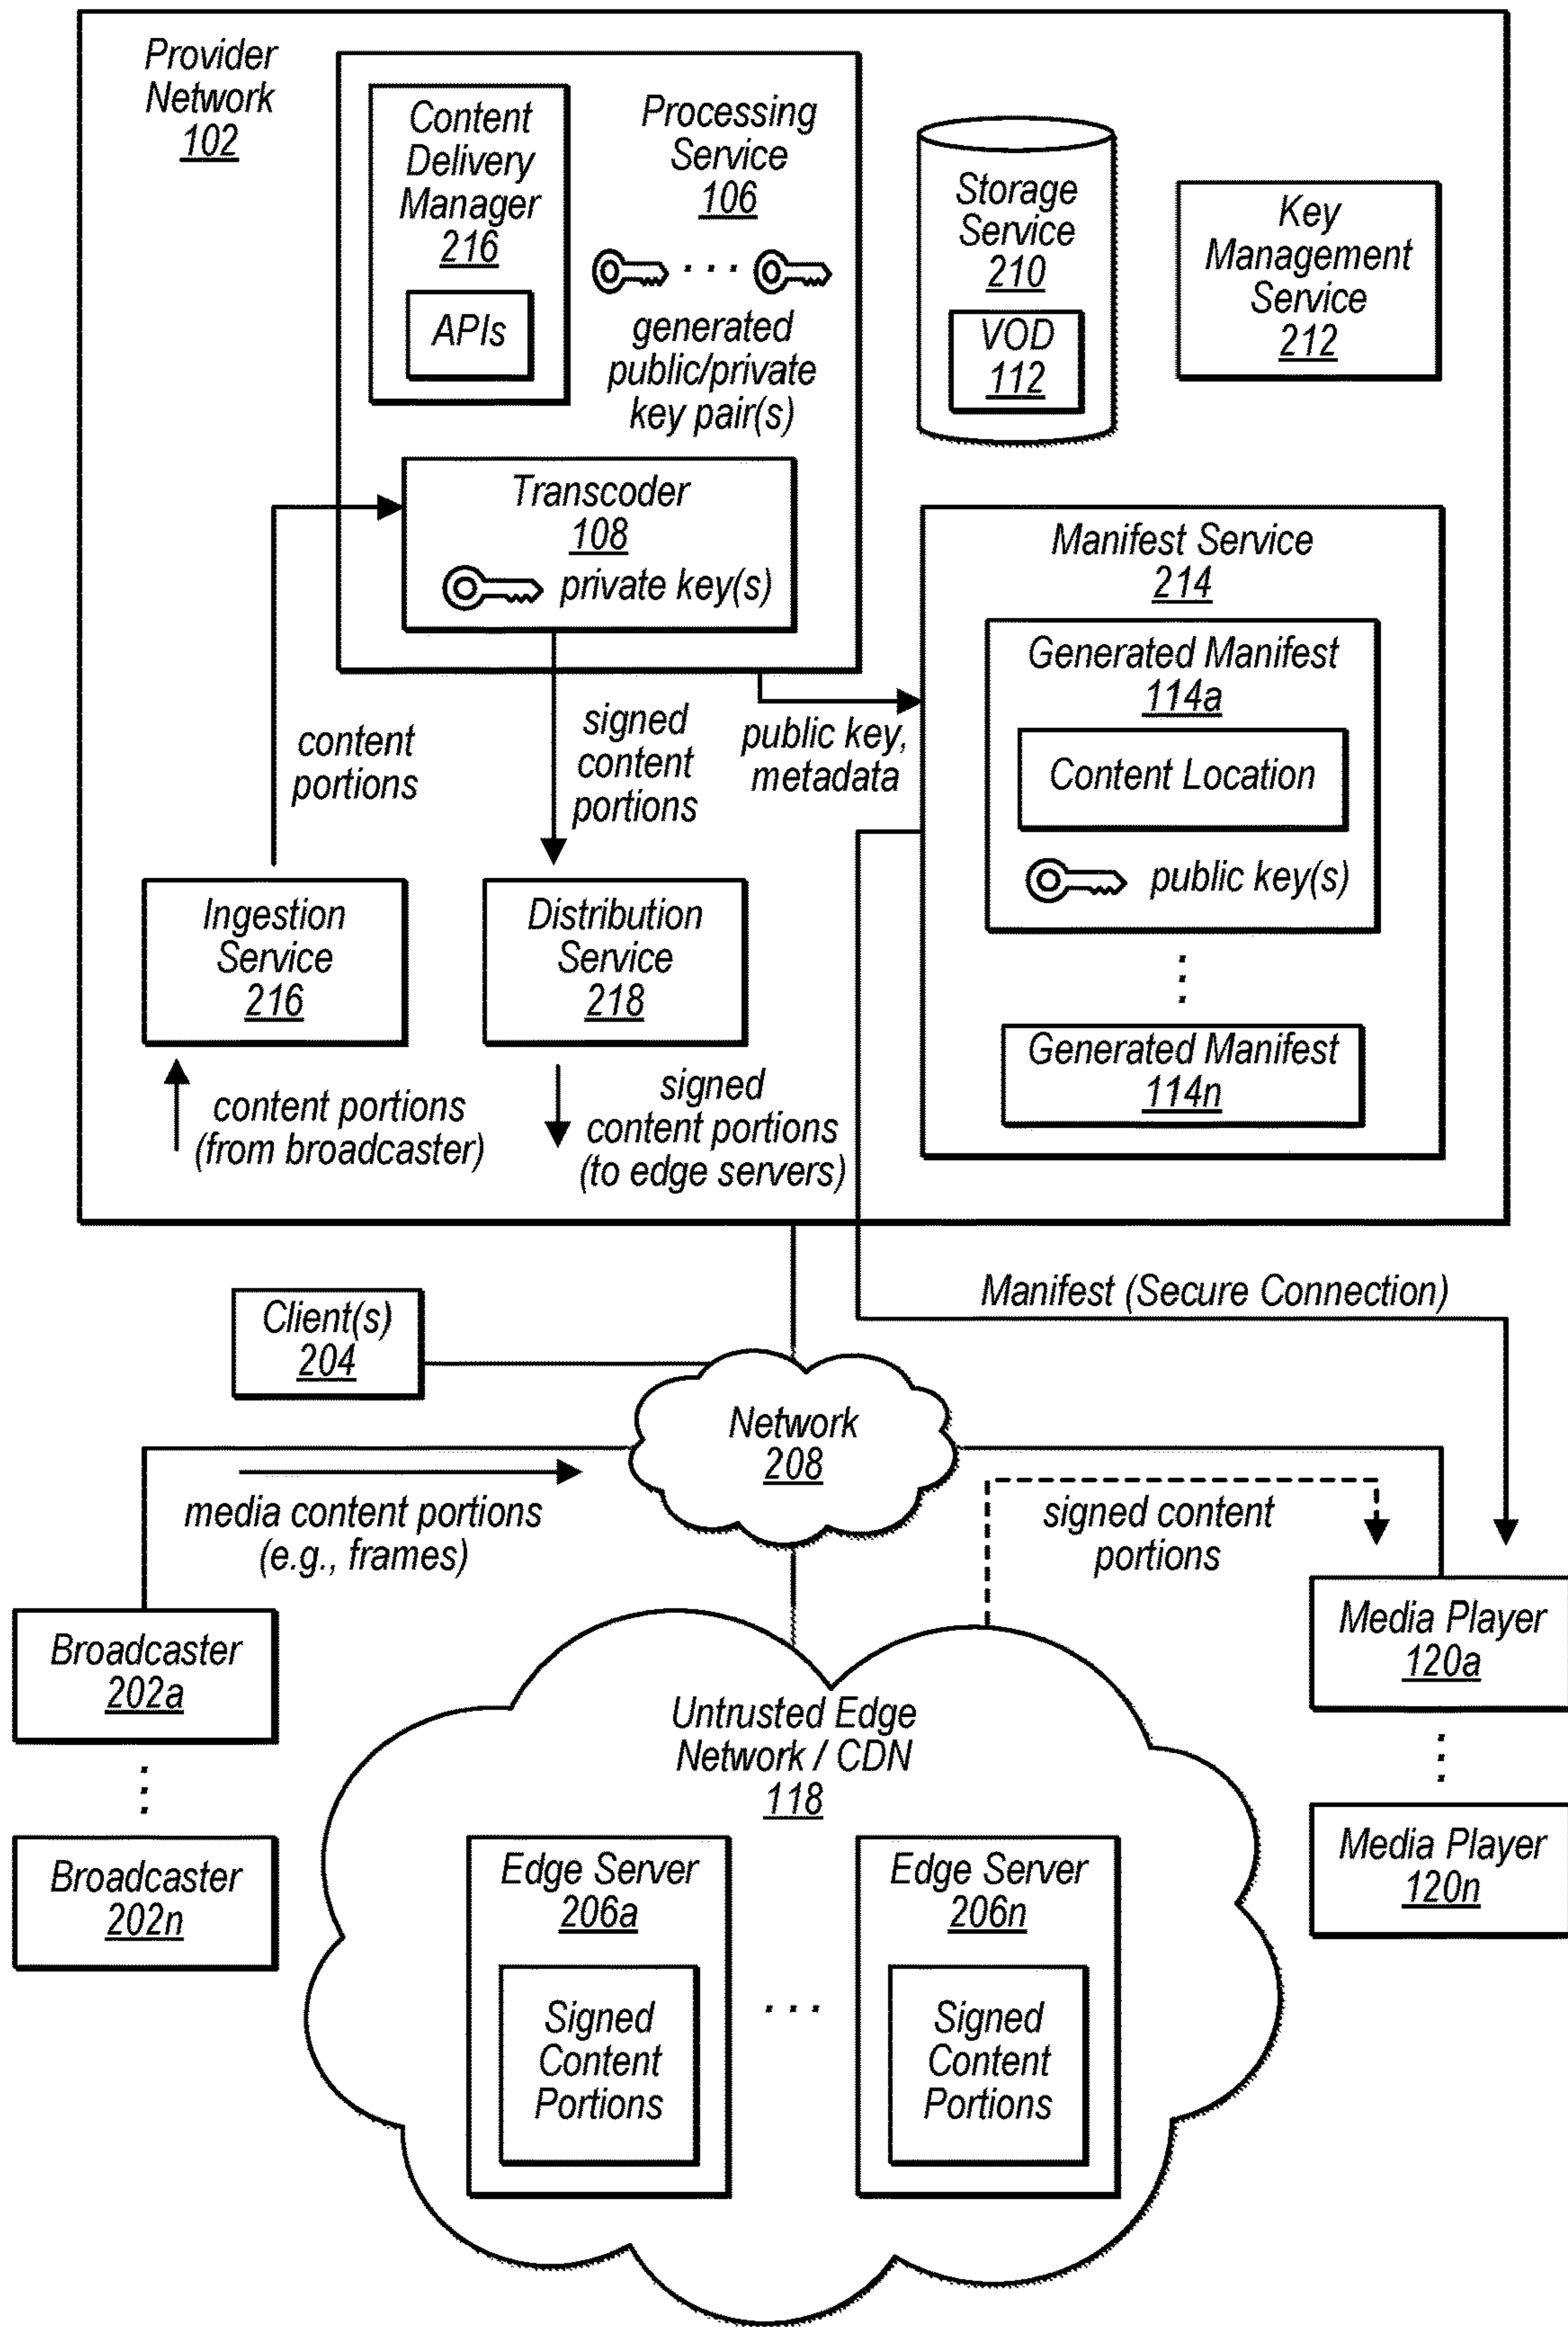 Provider
Network
102
Content
Delivery
Manager
216
APIs
Processing
Service
106
. . .
generated
public/private
key pair(s)
Storage
Service
210
VOD
112
Key
Management
Service
212
Transcoder
108
private key(s)
Manifest Service
214
Generated Manifest
114a
Content Location
public key(s)
Generated Manifest
114n
content
portions
signed
content
portions
public key,
metadata
Ingestion
Service
216
Distribution
Service
218
content portions
(from broadcaster)
signed
content portions
(to edge servers)
Client(s)
204
Manifest (Secure Connection)
Network
208
media content portions
(e.g., frames)
signed content
portions
Broadcaster
202a
Broadcaster
202n
Media Player
120a
Media Player
120n
Untrusted Edge
Network / CDN
118
Edge Server
206a
Signed
Content
Portions
. . .
Edge Server
206n
Signed
Content
Portions